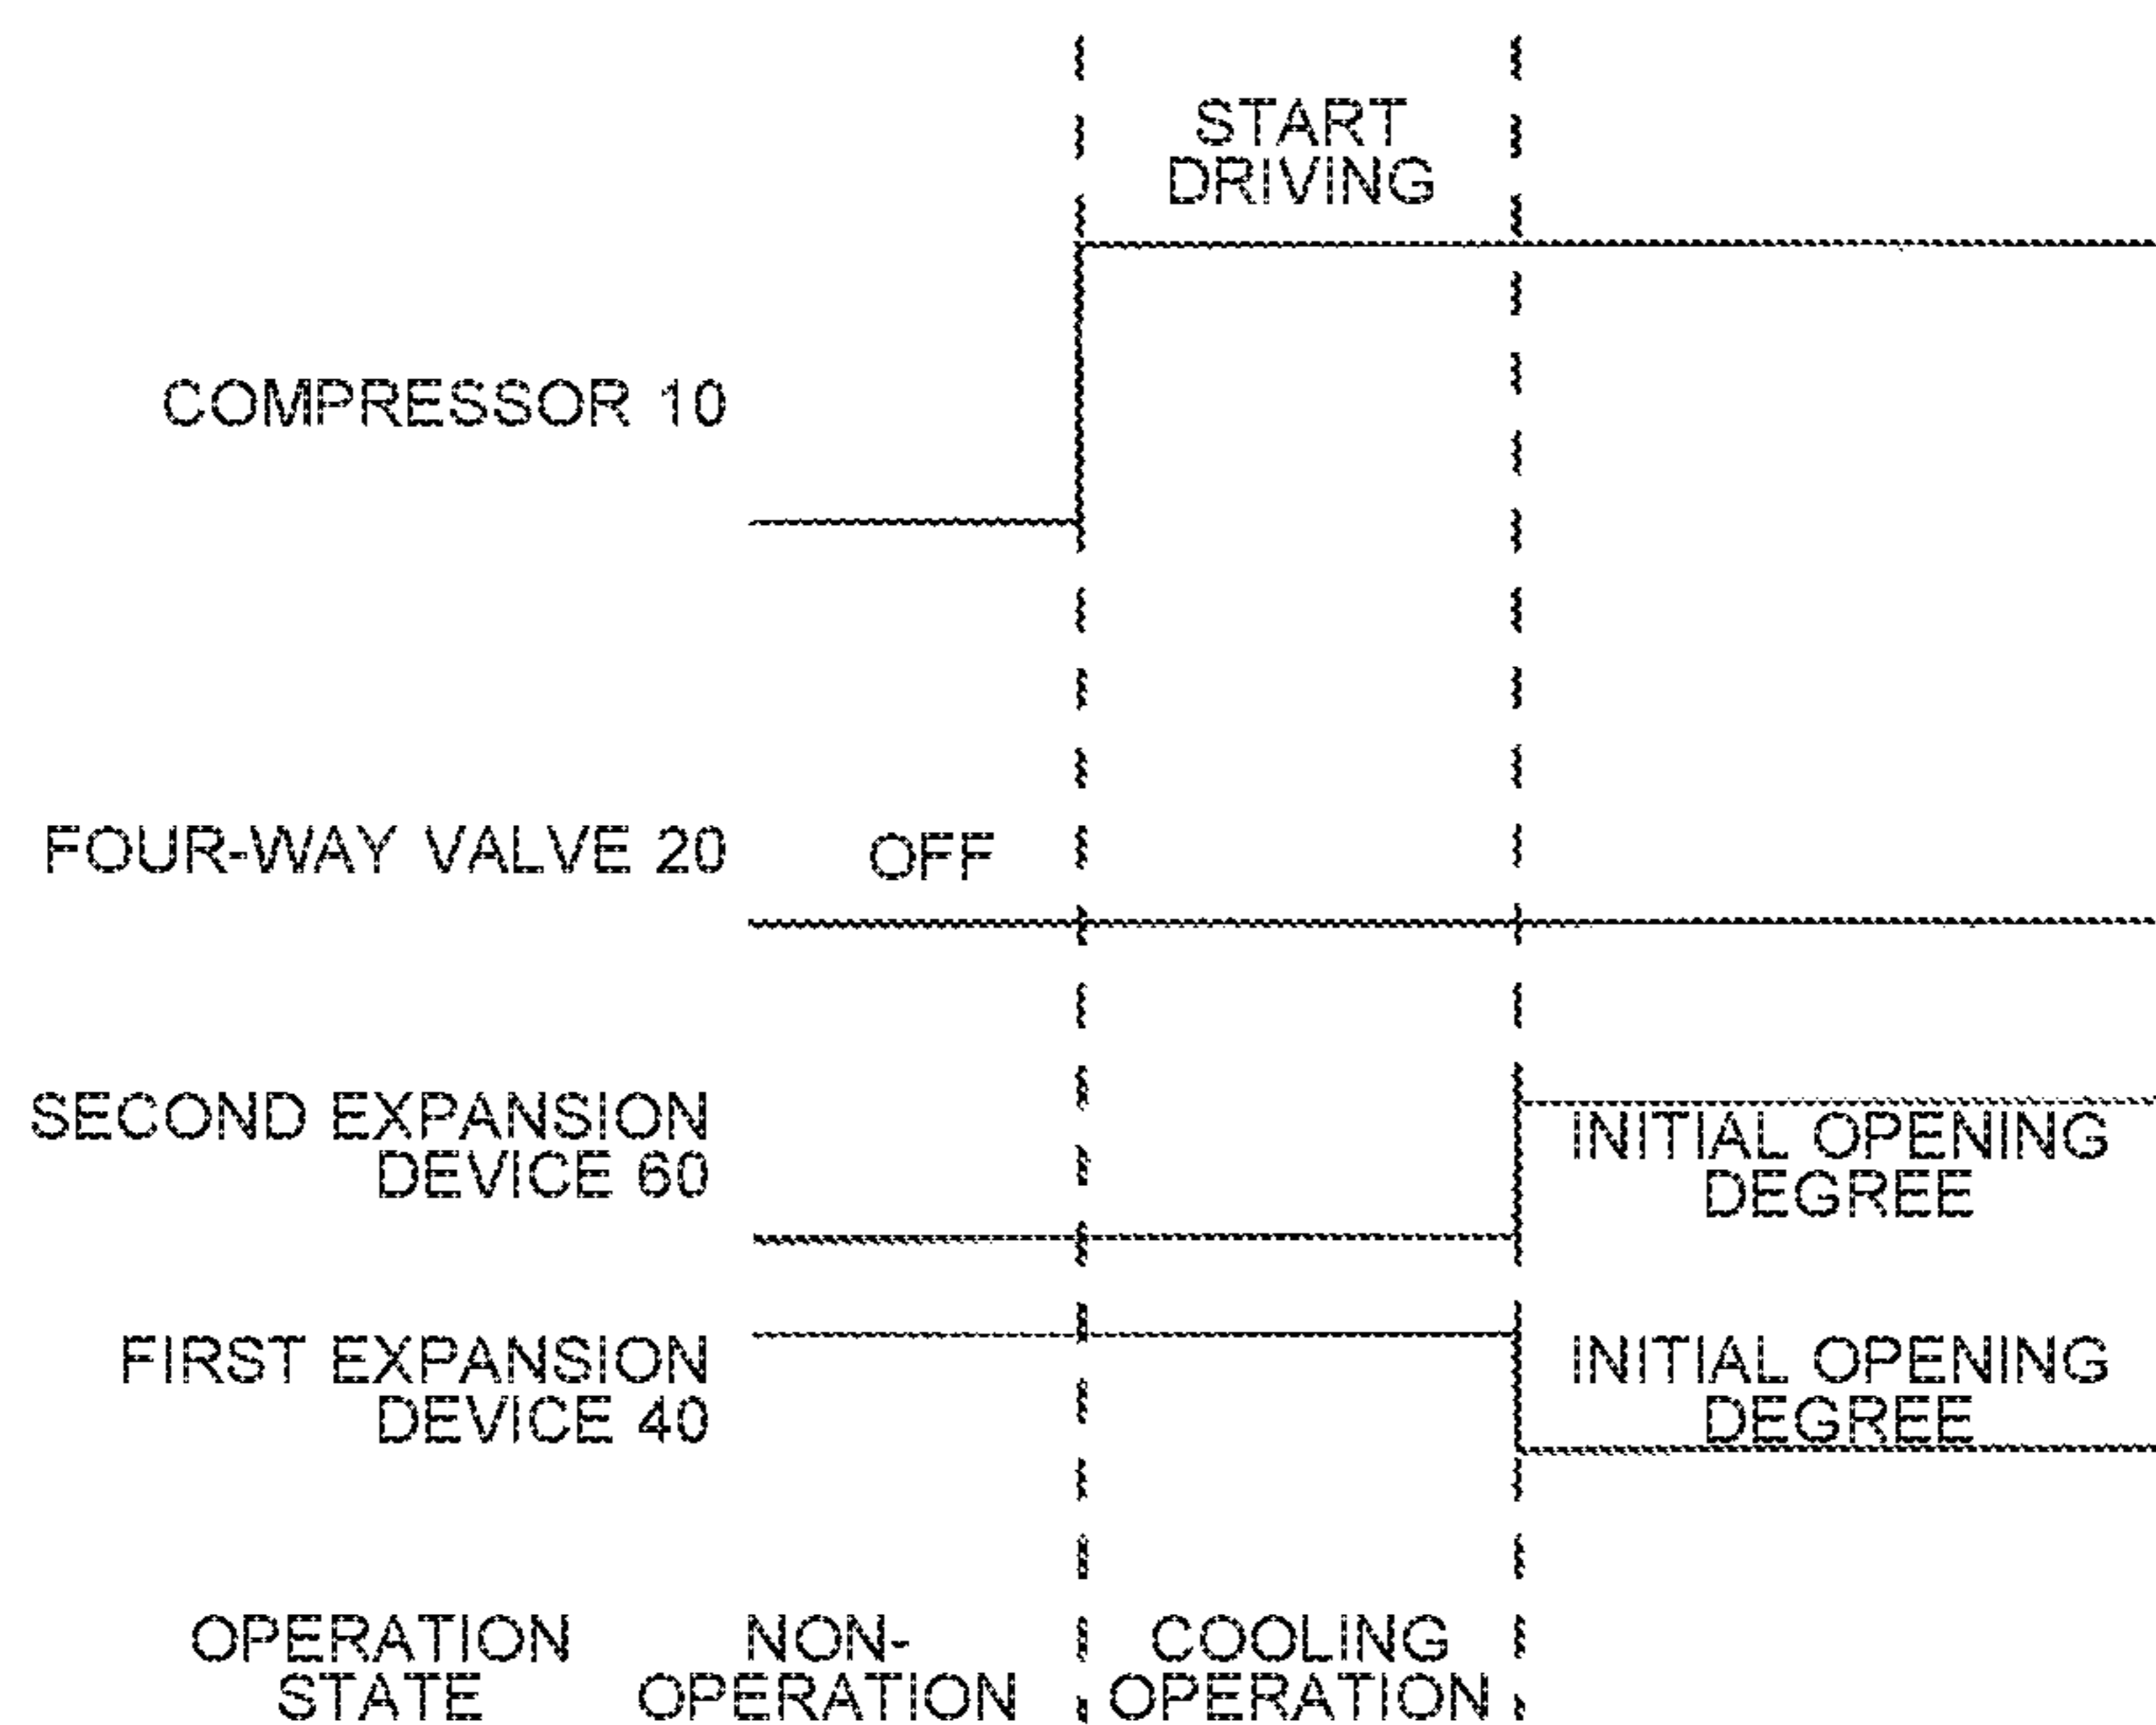 START
DRIVING
COMPRESSOR 10
FOUR-WAY VALVE 20
OFF
SECOND EXPANSION
DEVICE 60
INITIAL OPENING
DEGREE
FIRST EXPANSION
DEVICE 40
INITIAL OPENING
DEGREE
OPERATION
STATE
NON-
OPERATION
COOLING
OPERATION